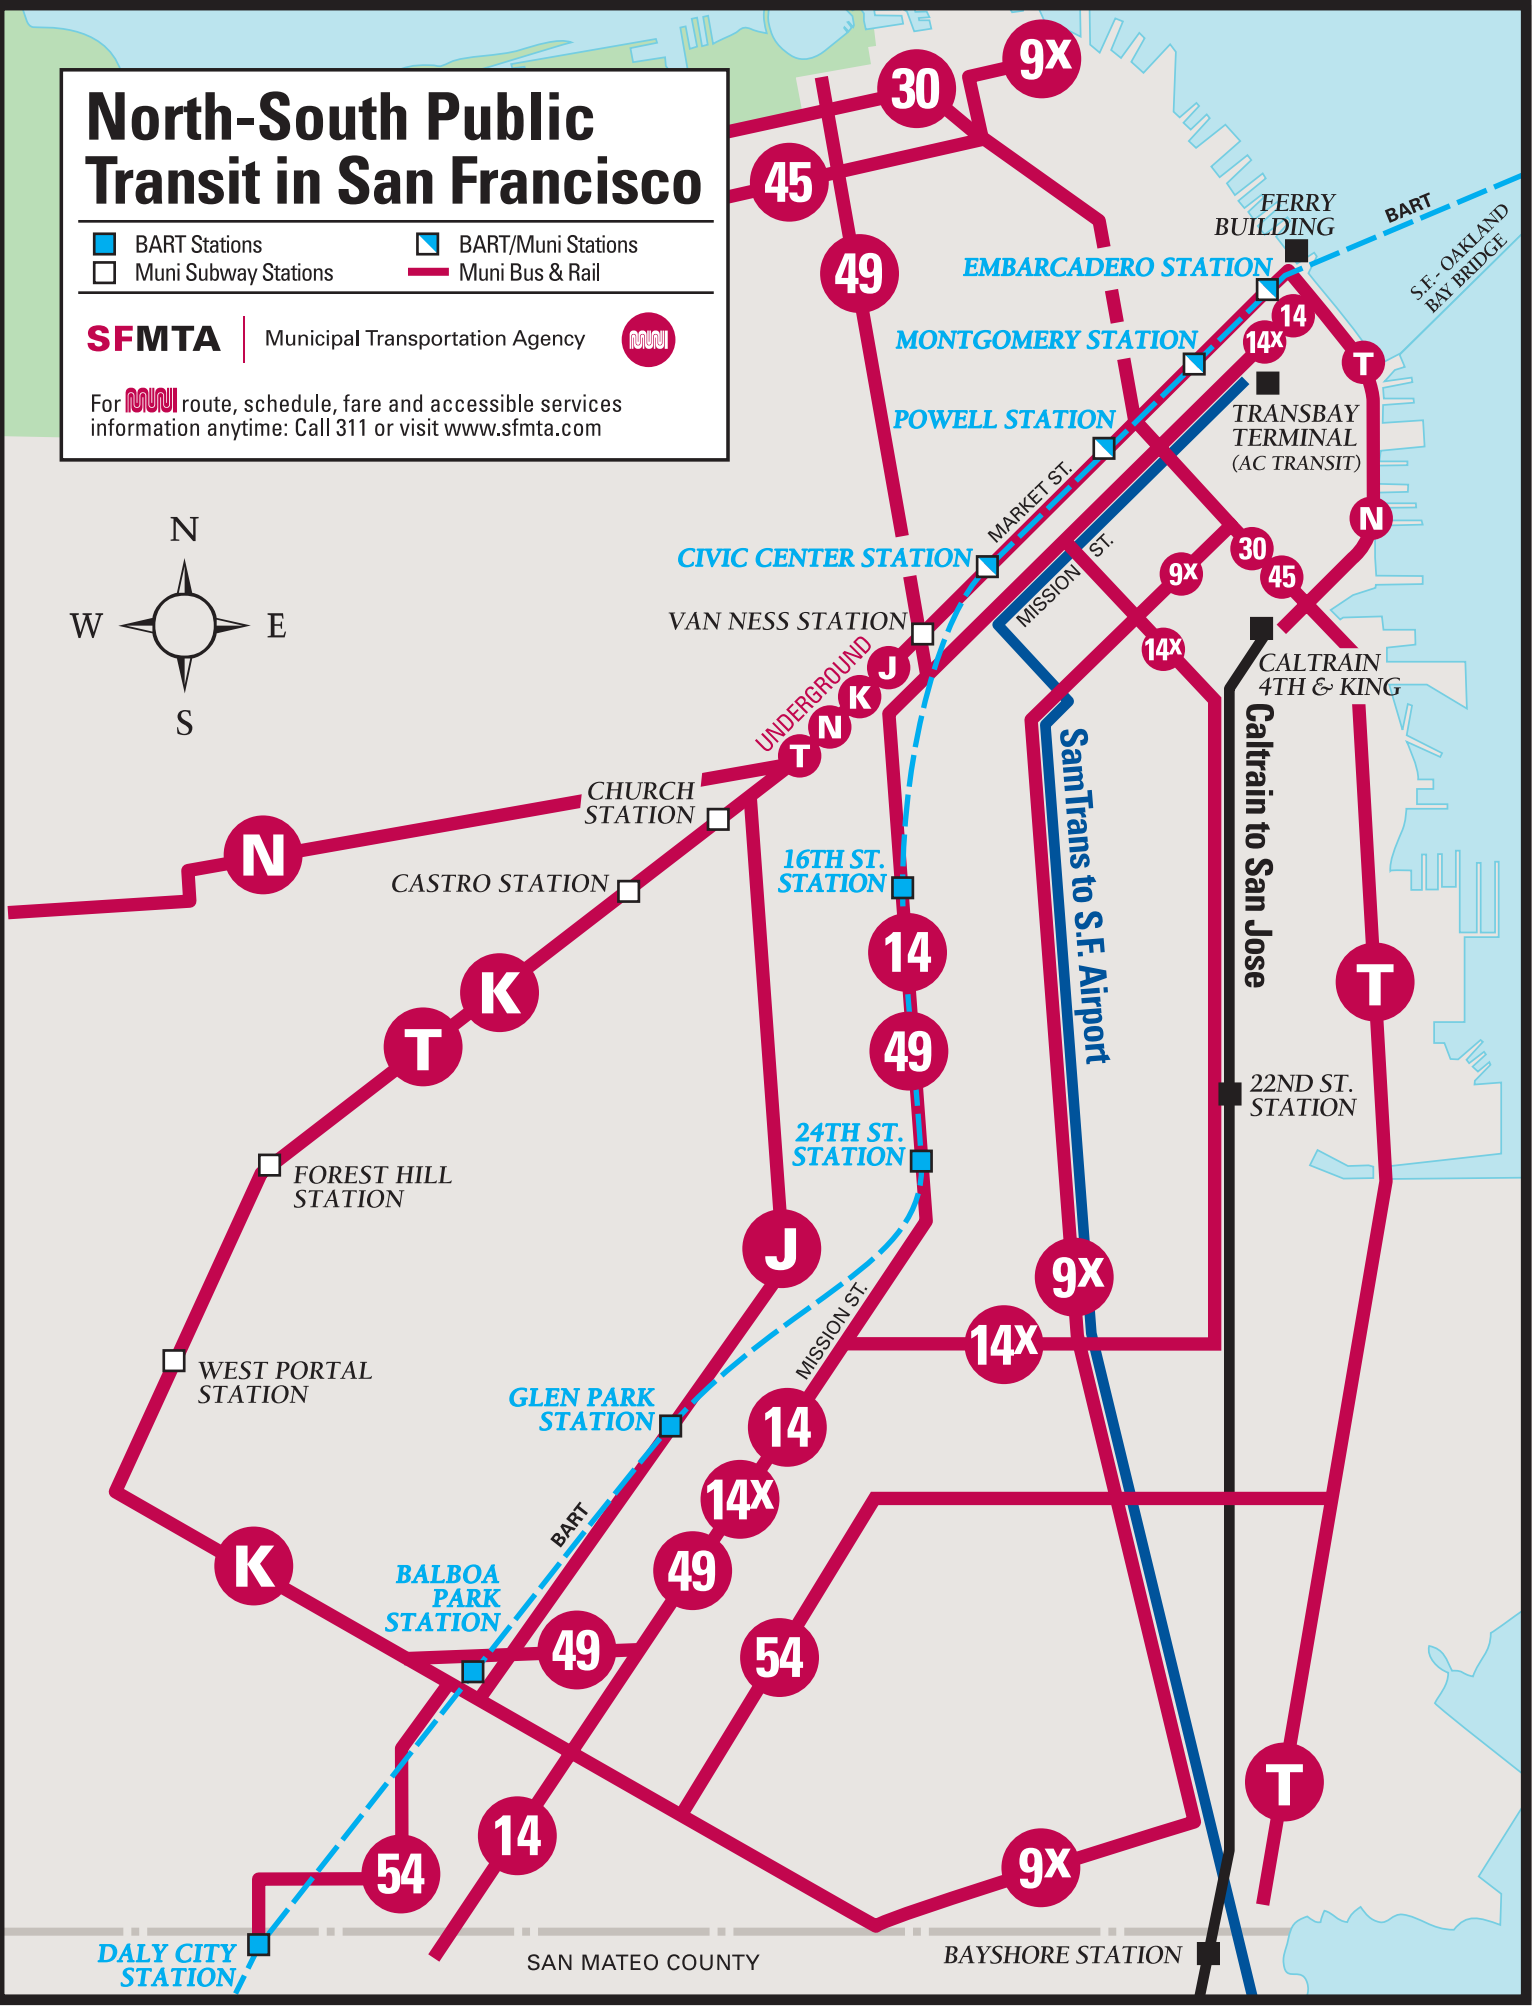 North-South Public
Transit in San Francisco
BART Stations
BART/Muni Stations
Muni Subway Stations
Muni Bus & Rail
SFMTA
Municipal Transportation Agency
muni
For muni route, schedule, fare and accessible services
information anytime: Call 311 or visit www.sfmta.com
30
9X
45
49
FERRY
BUILDING
BART
S.F. - OAKLAND
BAY BRIDGE
EMBARCADERO STATION
14
14X
MONTGOMERY STATION
T
POWELL STATION
TRANSBAY
TERMINAL
(AC TRANSIT)
MARKET ST.
N
N
W
E
S
CIVIC CENTER STATION
MISSION ST.
30
45
9X
14X
VAN NESS STATION
CALTRAIN
4TH & KING
UNDERGROUND
J
K
N
T
SamTrans to S.F. Airport
Caltrain to San Jose
CHURCH
STATION
N
CASTRO STATION
16TH ST.
STATION
14
K
T
T
49
22ND ST.
STATION
24TH ST.
STATION
FOREST HILL
STATION
J
9X
MISSION ST.
14X
WEST PORTAL
STATION
GLEN PARK
STATION
14
14X
BART
K
49
BALBOA
PARK
STATION
49
54
T
14
54
9X
DALY CITY
STATION
SAN MATEO COUNTY
BAYSHORE STATION